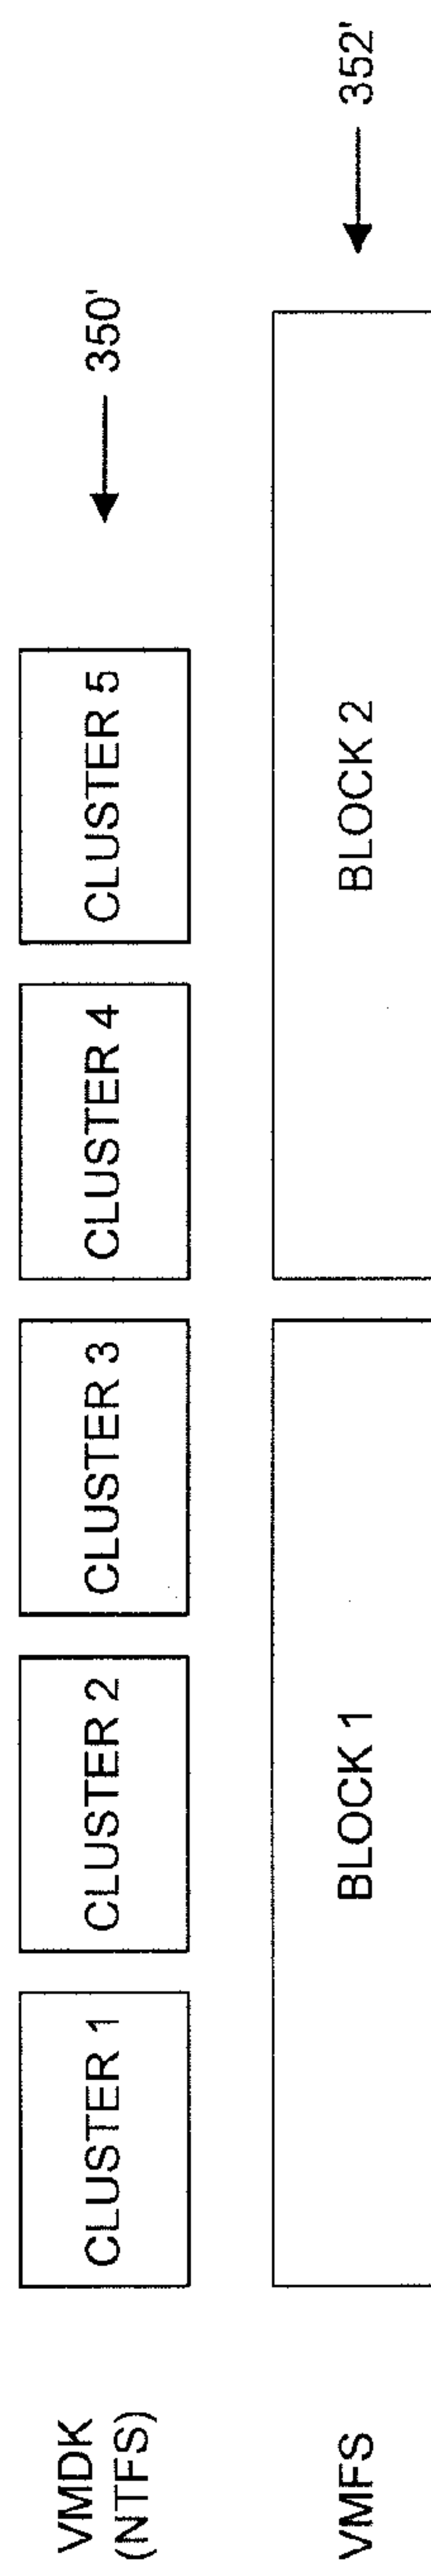 VMDK
(NTFS)
CLUSTER 1
CLUSTER 2
CLUSTER 3
CLUSTER 4
CLUSTER 5
350'
VMFS
BLOCK 1
BLOCK 2
352'